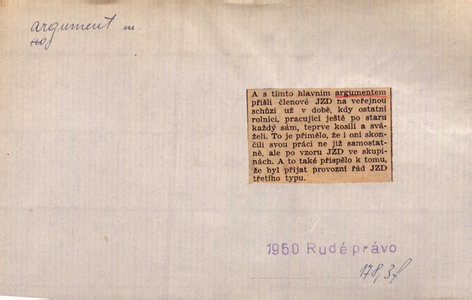 argument m.
A s tímto hlavním argumentem
přišli členové JZD na veřejnou
schůzi už v době, kdy ostatní
rolníci, pracující ještě po staru
každý sám, teprve kosili a svá-
želi. To je přimělo, že i oni skon-
čili svou práci ne již samostat-
ně, ale po vzoru JZD ve skupi-
nách. A to také přispělo k tomu,
že byl přijat provozní řád JZD
třetího typu.
1950 Rudé právo
178, 3f